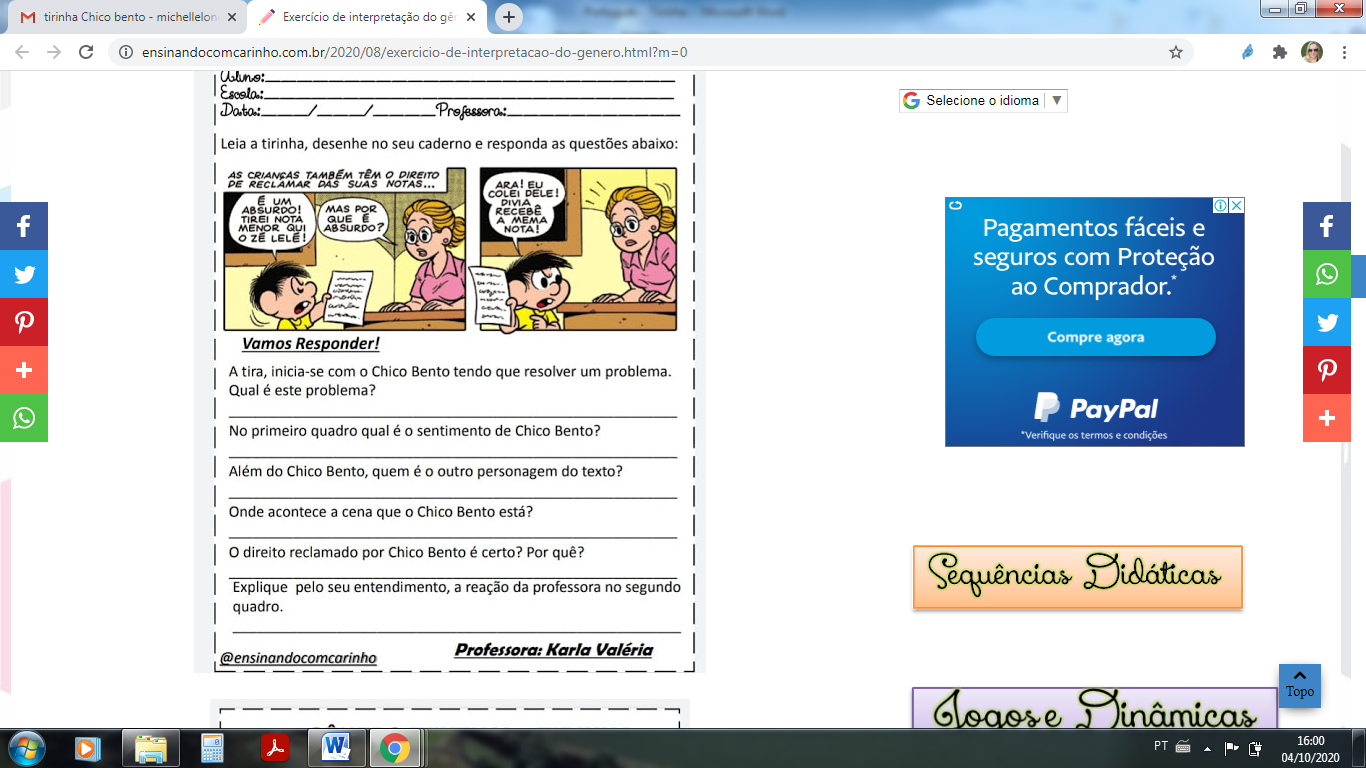 tirinha Chico bento - michellelon
Exercício de interpretação do gên
ensinandocomcarinho.com.br/2020/08/exercicio-de-interpretacao-do-genero.html?m=0
Aluno:
Escola:
Data: / / Professora:
Leia a tirinha, desenhe no seu caderno e responda as questões abaixo:
AS CRIANÇAS TAMBÉM TÊM O DIREITO
DE RECLAMAR DAS SUAS NOTAS...
É UM
ABSURDO!
TIREI NOTA
MENOR QUI
O ZÉ LELÉ!
MAS POR
QUE É
ABSURDO?
ARA! EU
COLEI DELE!
DIVIA
RECEBÊ
A MEMA
NOTA!
Vamos Responder!
A tira, inicia-se com o Chico Bento tendo que resolver um problema.
Qual é este problema?
No primeiro quadro qual é o sentimento de Chico Bento?
Além do Chico Bento, quem é o outro personagem do texto?
Onde acontece a cena que o Chico Bento está?
O direito reclamado por Chico Bento é certo? Por quê?
Explique pelo seu entendimento, a reação da professora no segundo
quadro.
@ensinandocomcarinho
Professora: Karla Valéria
Selecione o idioma
Pagamentos fáceis e
seguros com Proteção
ao Comprador.*
Compre agora
PayPal
*Verifique os termos e condições
Sequências Didáticas
Jogos e Dinâmicas
Topo
PT
16:00
04/10/2020